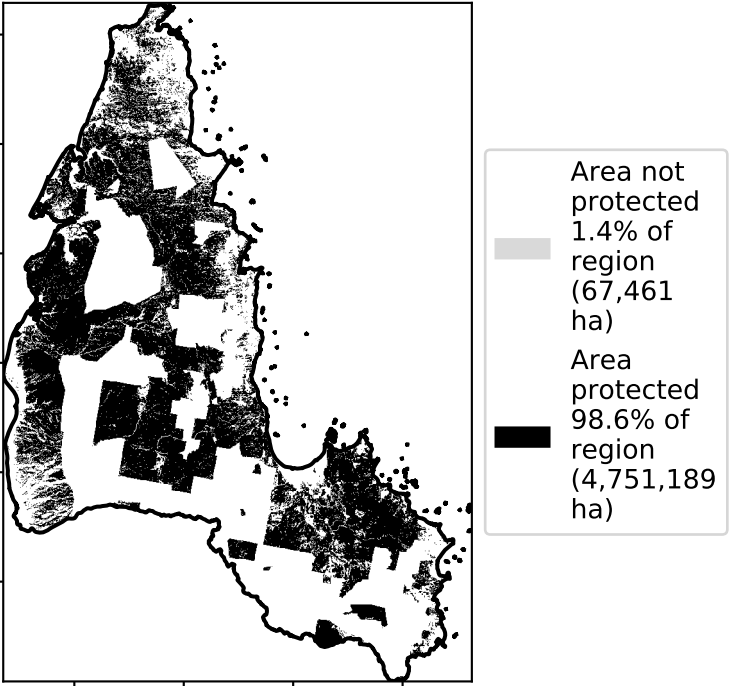 Area not
protected
1.4% of
region
(67,461
ha)
Area
protected
98.6% of
region
(4,751,189
ha)